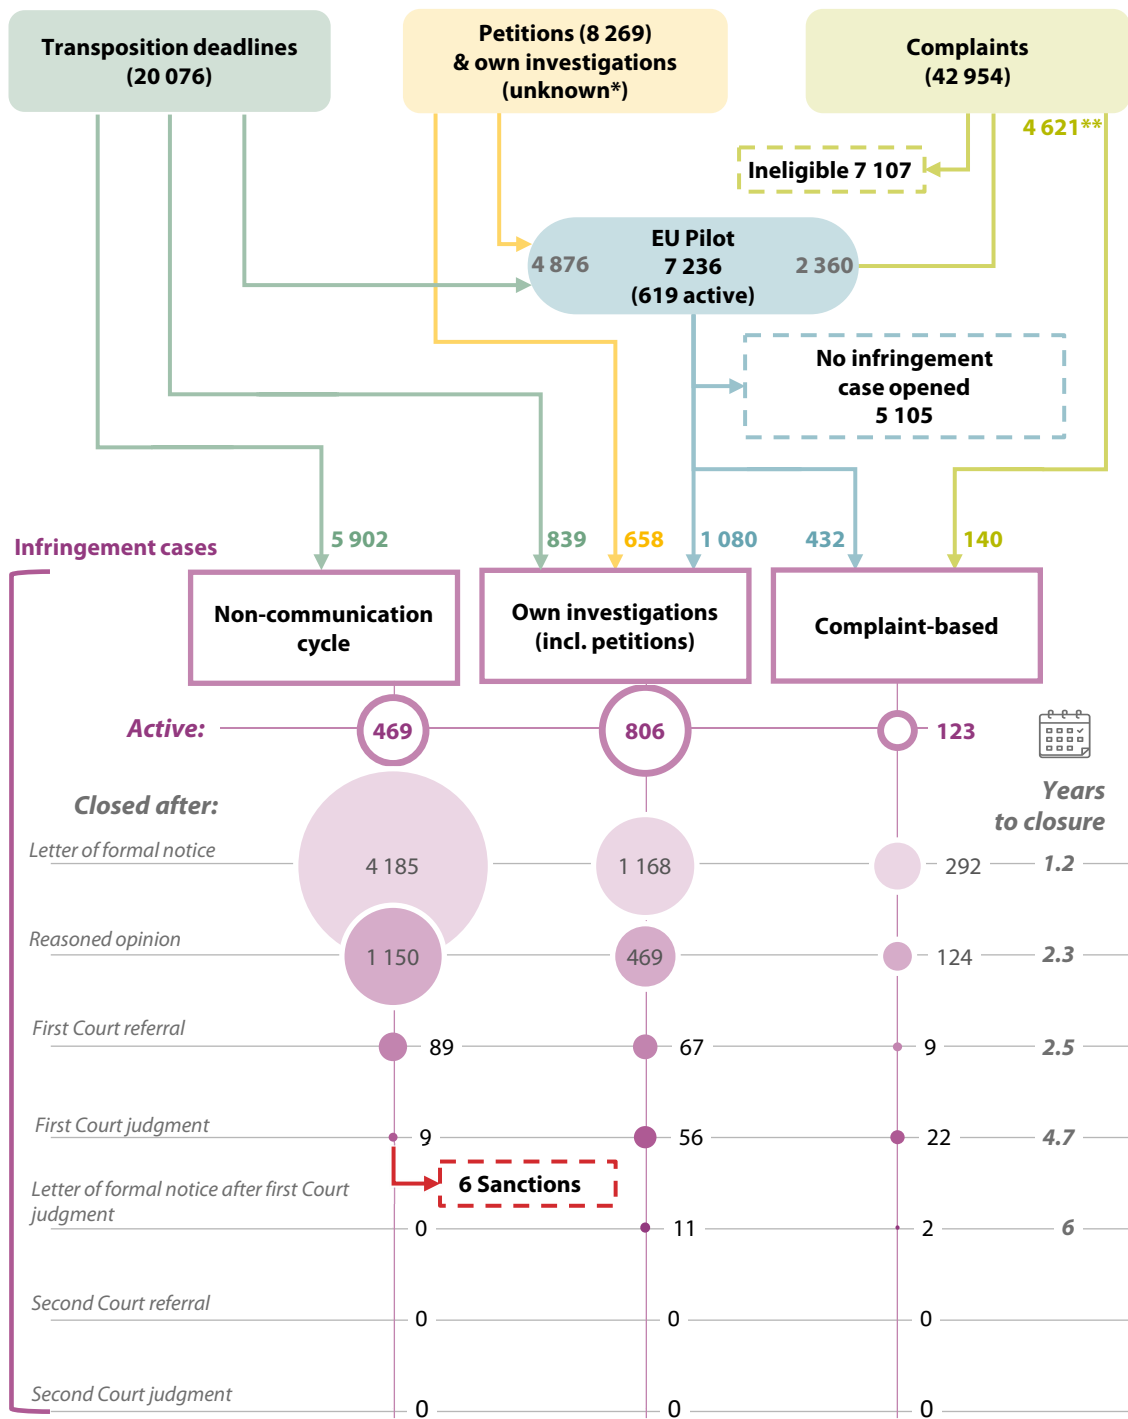 Transposition deadlines
(20 076)
Petitions (8 269)
& own investigations
(unknown*)
Complaints
(42 954)
4 621**
Ineligible 7 107
EU Pilot
4 876
7 236
2 360
(619 active)
No infringement
case opened
5 105
5 902
839
658
1 080
432
140
Infringement cases
Non-communication
cycle
Own investigations
(incl. petitions)
Complaint-based
Active:
469
806
123
Closed after:
Years
to closure
Letter of formal notice
4 185
1 168
292
1.2
Reasoned opinion
1 150
469
124
2.3
First Court referral
89
67
9
2.5
First Court judgment
9
56
22
4.7
6 Sanctions
Letter of formal notice after first Court
judgment
0
11
2
6
Second Court referral
0
0
0
Second Court judgment
0
0
0